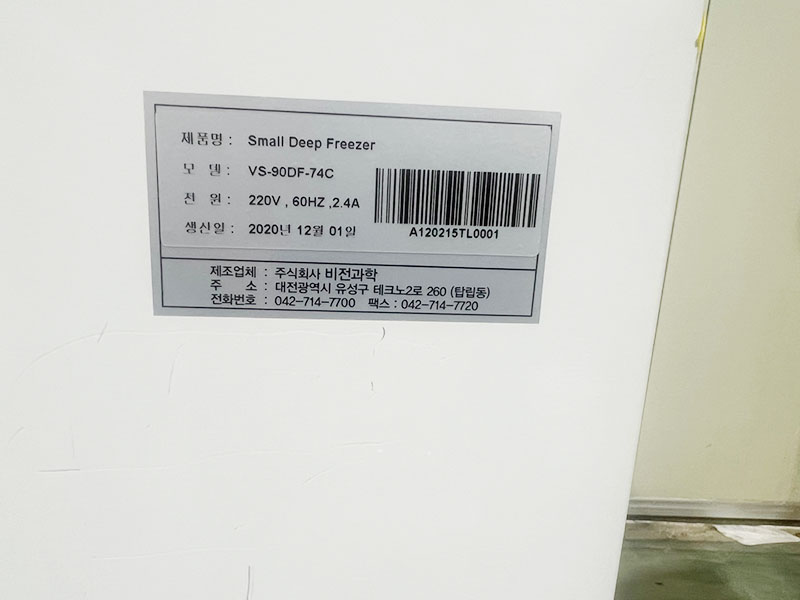 제품명 : Small Deep Freezer
모 델 : VS-90DF-74C
전 원 : 220V , 60HZ ,2.4A
생산일 : 2020년 12월 01일
A120215TL0001
제조업체 : 주식회사 비전과학
주 소 : 대전광역시 유성구 테크노2로 260 (탑립동)
전화번호 : 042-714-7700 팩스 : 042-714-7720